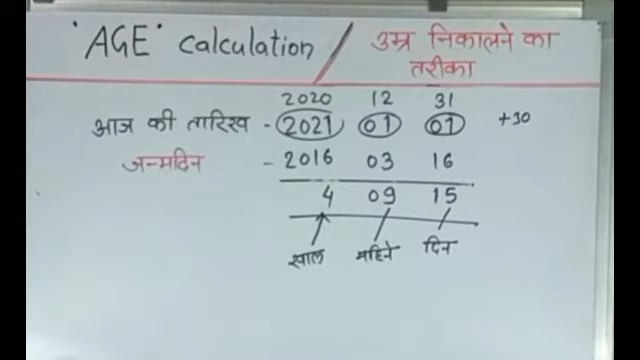 'AGE' calculation / उम्र निकालने का
तरीका
2020 12 31
आज की तारिख - 2021 01 01 +30
जन्मदिन - 2016 03 16
4 09 15
साल महिने दिन